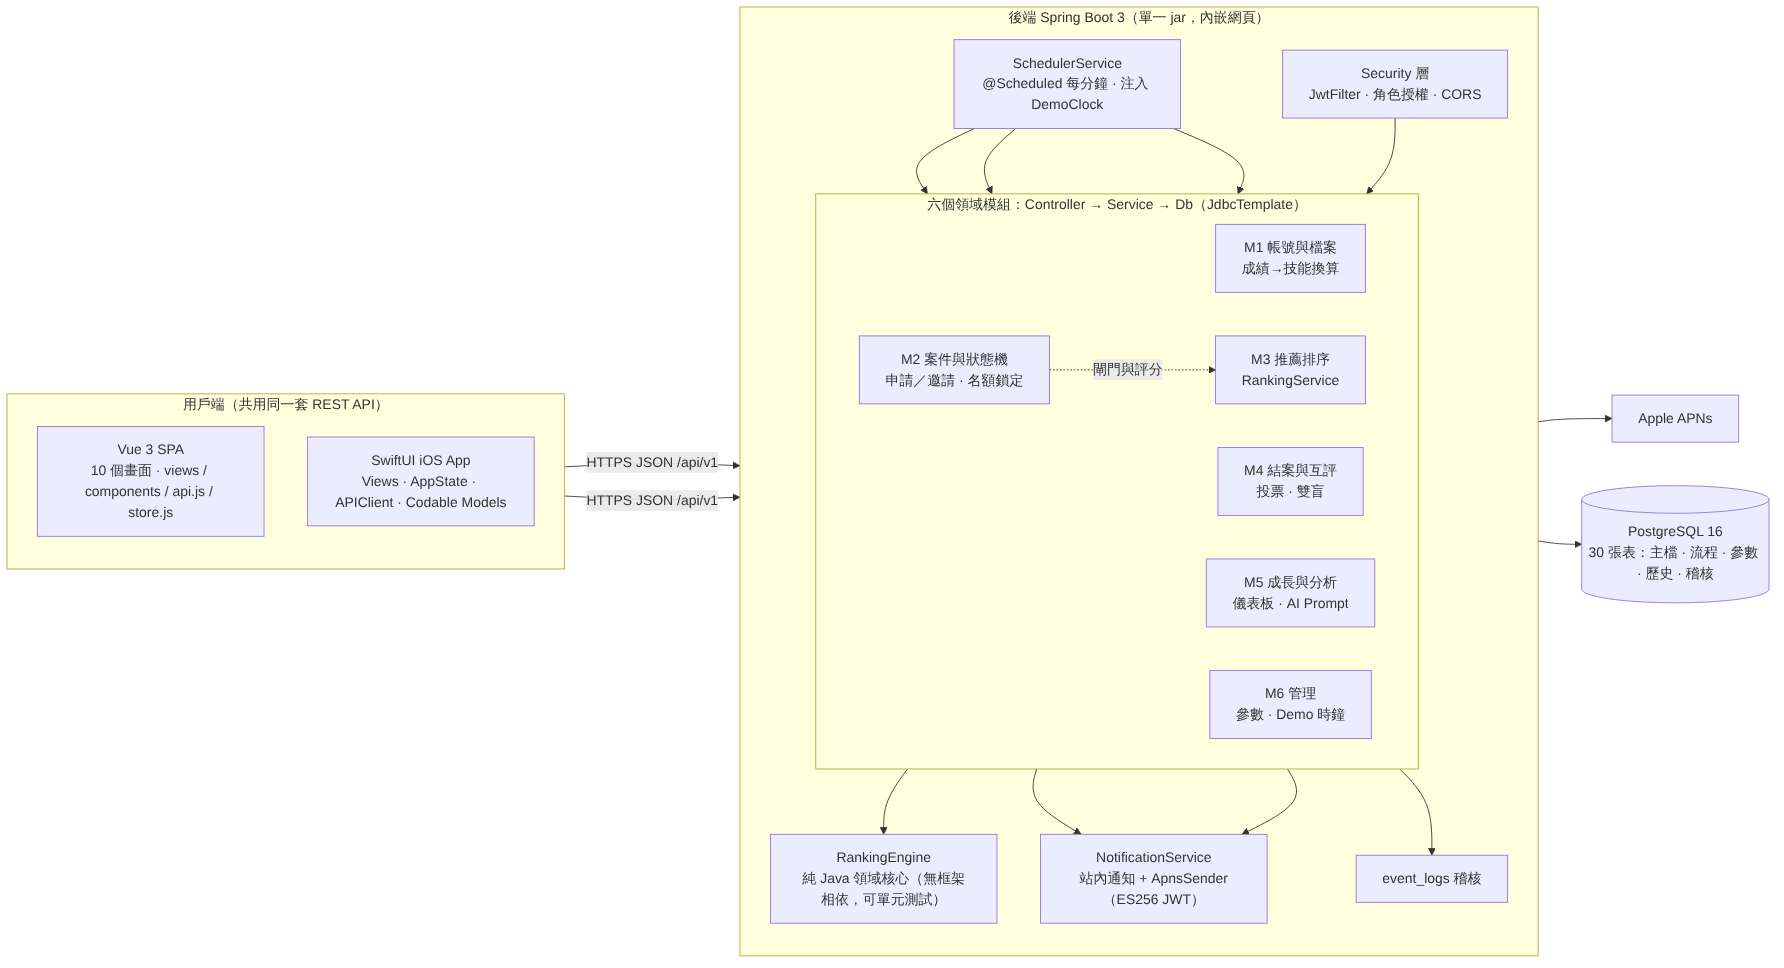 後端 Spring Boot 3（單一 jar，內嵌網頁）
SchedulerService
@Scheduled 每分鐘 · 注入
DemoClock
Security 層
JwtFilter · 角色授權 · CORS
六個領域模組：Controller → Service → Db（JdbcTemplate）
M1 帳號與檔案
成績→技能換算
M2 案件與狀態機
申請／邀請 · 名額鎖定
閘門與評分
M3 推薦排序
RankingService
M4 結案與互評
投票 · 雙盲
M5 成長與分析
儀表板 · AI Prompt
M6 管理
參數 · Demo 時鐘
用戶端（共用同一套 REST API）
Vue 3 SPA
10 個畫面 · views /
components / api.js /
store.js
SwiftUI iOS App
Views · AppState ·
APIClient · Codable Models
HTTPS JSON /api/v1
HTTPS JSON /api/v1
Apple APNs
PostgreSQL 16
30 張表：主檔 · 流程 · 參數
· 歷史 · 稽核
RankingEngine
純 Java 領域核心（無框架
相依，可單元測試）
NotificationService
站內通知 + ApnsSender
（ES256 JWT）
event_logs 稽核